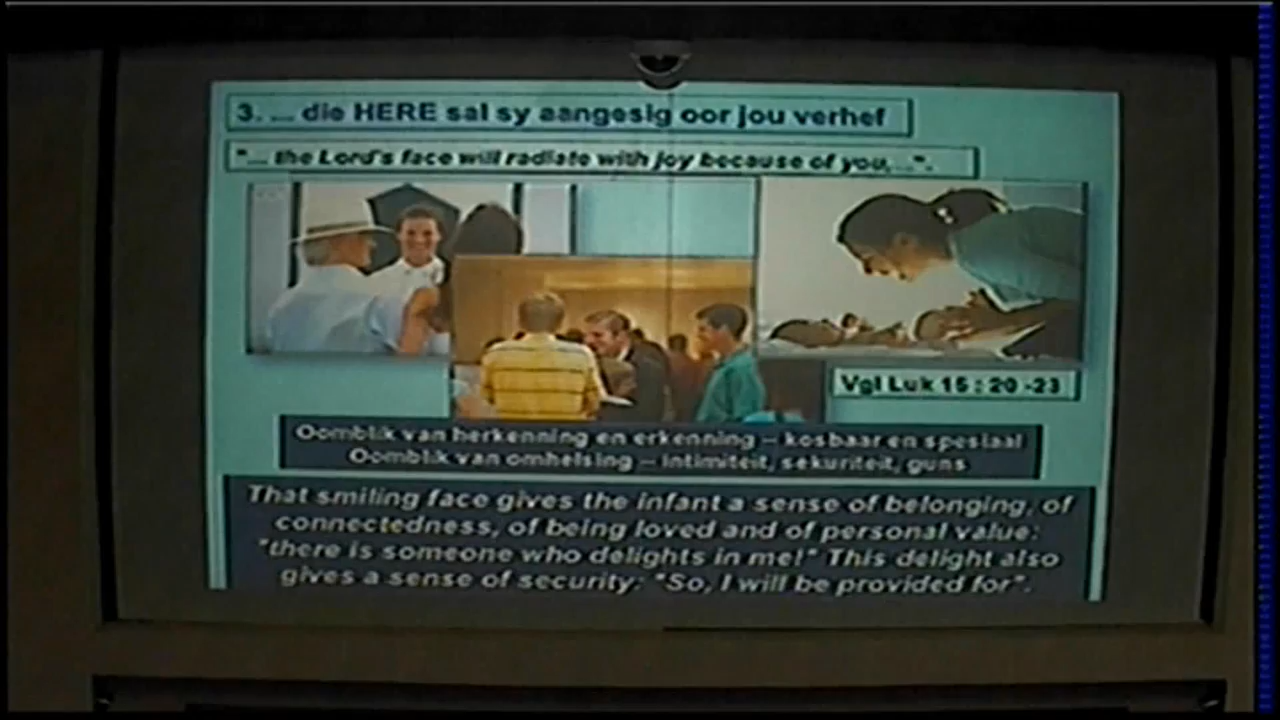 3. ... die HERE sal sy aangesig oor jou verhef
"... the Lord's face will radiate with joy because of you, ...".
Vgl Luk 15 : 20 -23
Oomblik van herkenning en erkenning – kosbaar en spesiaal
Oomblik van omhelsing – intimiteit, sekuriteit, guns
That smiling face gives the infant a sense of belonging, of
connectedness, of being loved and of personal value:
"there is someone who delights in me!" This delight also
gives a sense of security: "So, I will be provided for".